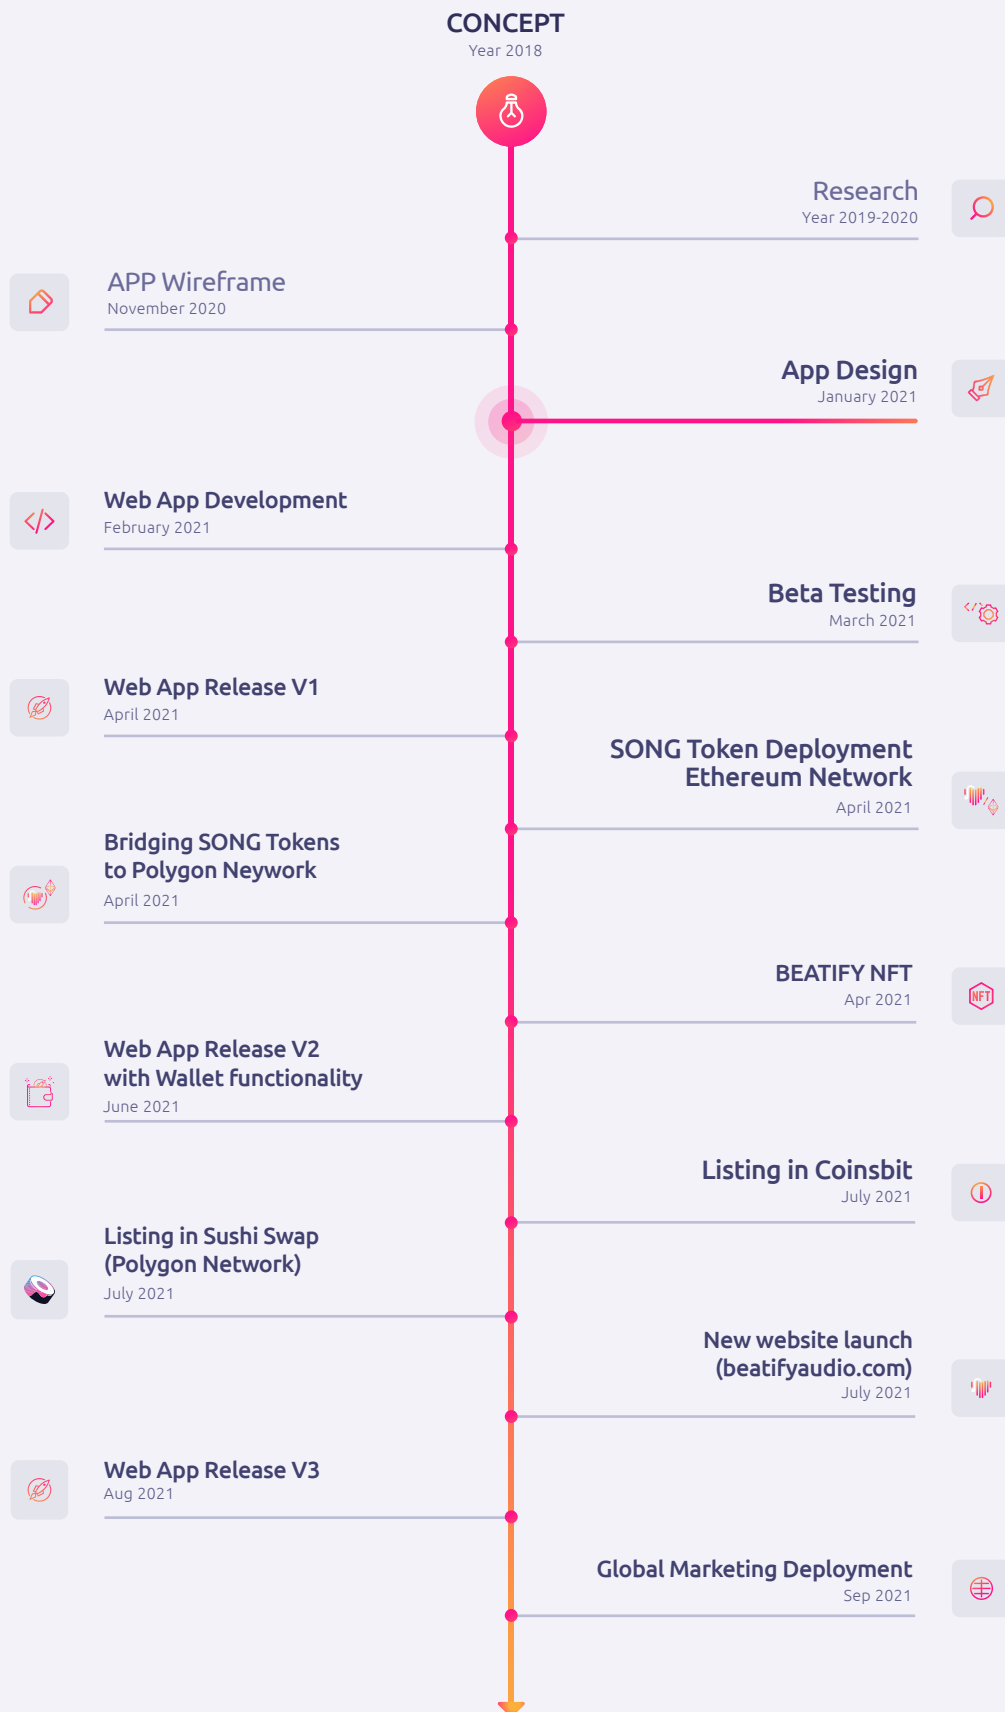 CONCEPT
Year 2018
Research
Year 2019-2020
APP Wireframe
November 2020
App Design
January 2021
Web App Development
February 2021
Beta Testing
March 2021
Web App Release V1
April 2021
SONG Token Deployment
Ethereum Network
April 2021
Bridging SONG Tokens
to Polygon Neywork
April 2021
BEATIFY NFT
Apr 2021
NFT
Web App Release V2
with Wallet functionality
June 2021
Listing in Coinsbit
July 2021
Listing in Sushi Swap
(Polygon Network)
July 2021
New website launch
(beatifyaudio.com)
July 2021
Web App Release V3
Aug 2021
Global Marketing Deployment
Sep 2021